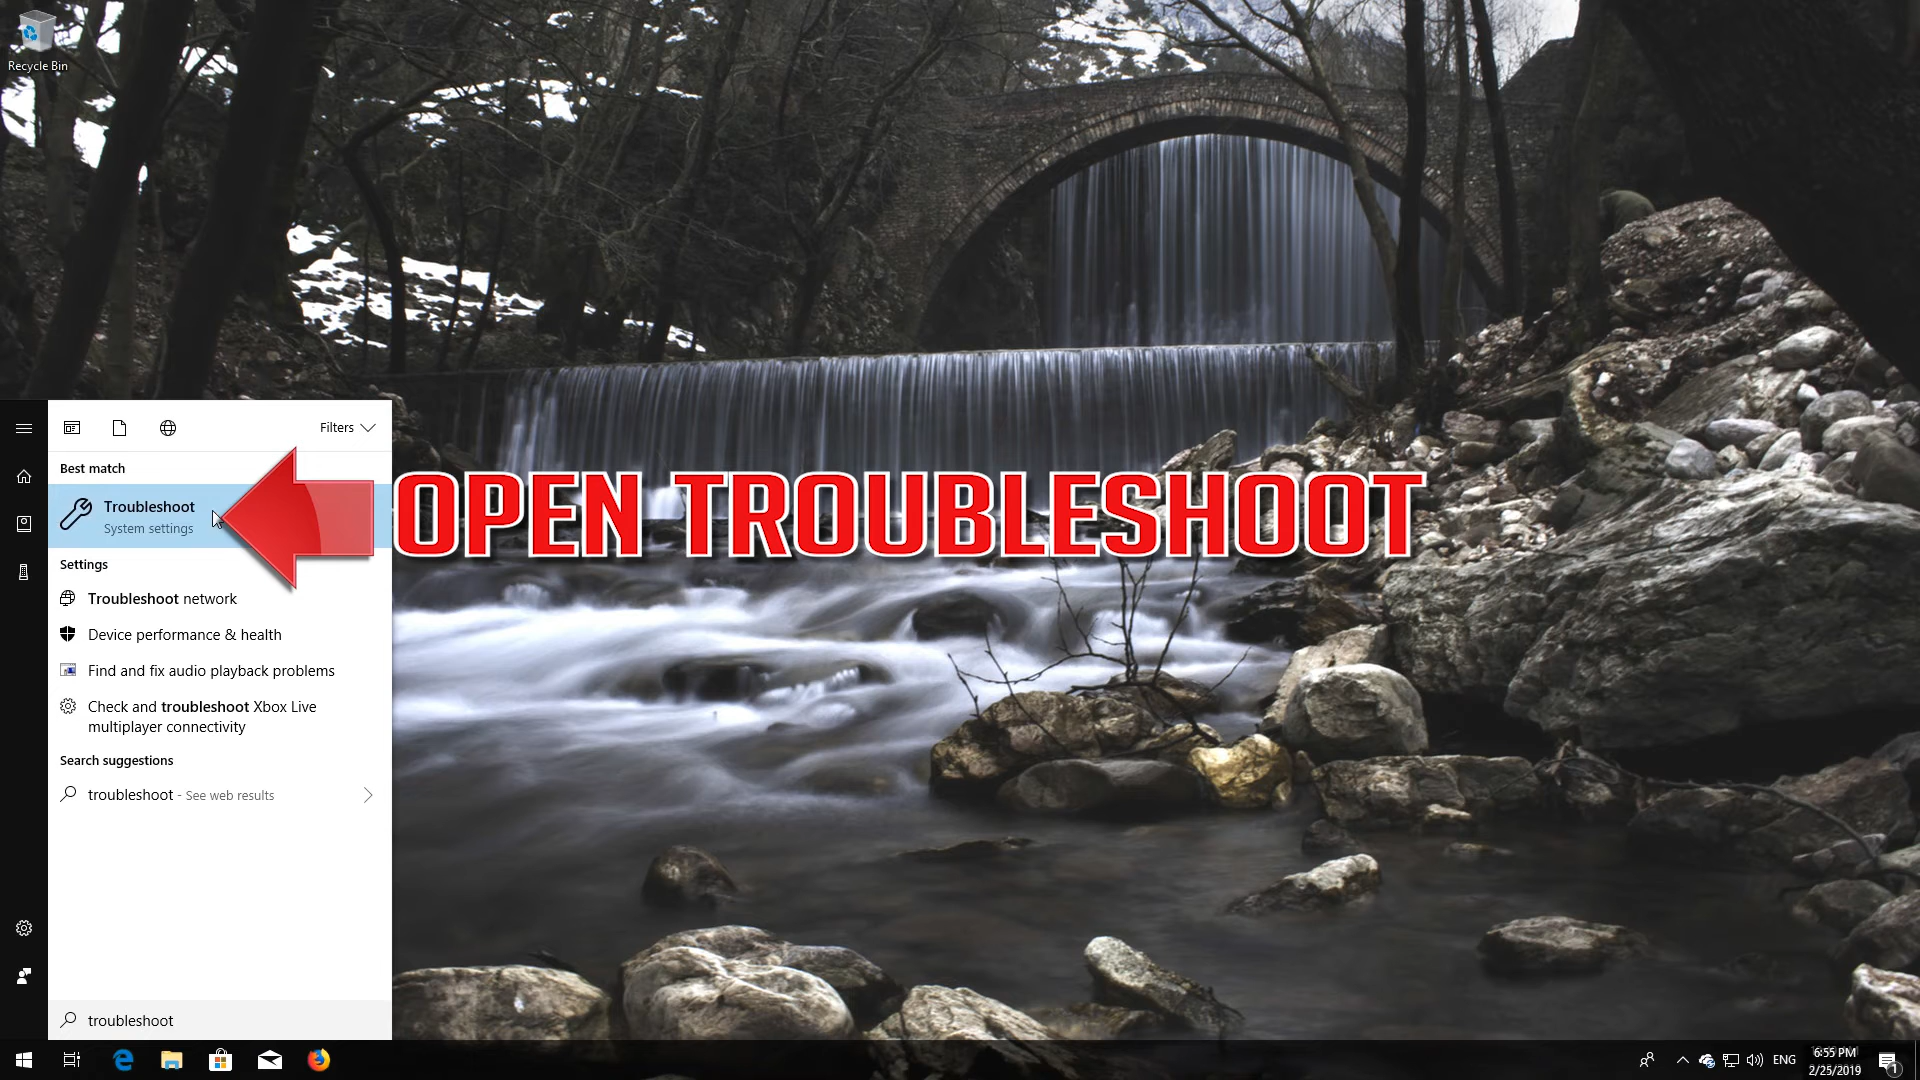 Recycle Bin
Filters
Best match
Troubleshoot
System settings
OPEN TROUBLESHOOT
Settings
Troubleshoot network
Device performance & health
Find and fix audio playback problems
Check and troubleshoot Xbox Live
multiplayer connectivity
Search suggestions
troubleshoot - See web results
troubleshoot
ENG
6:55 PM
2/25/2019
1